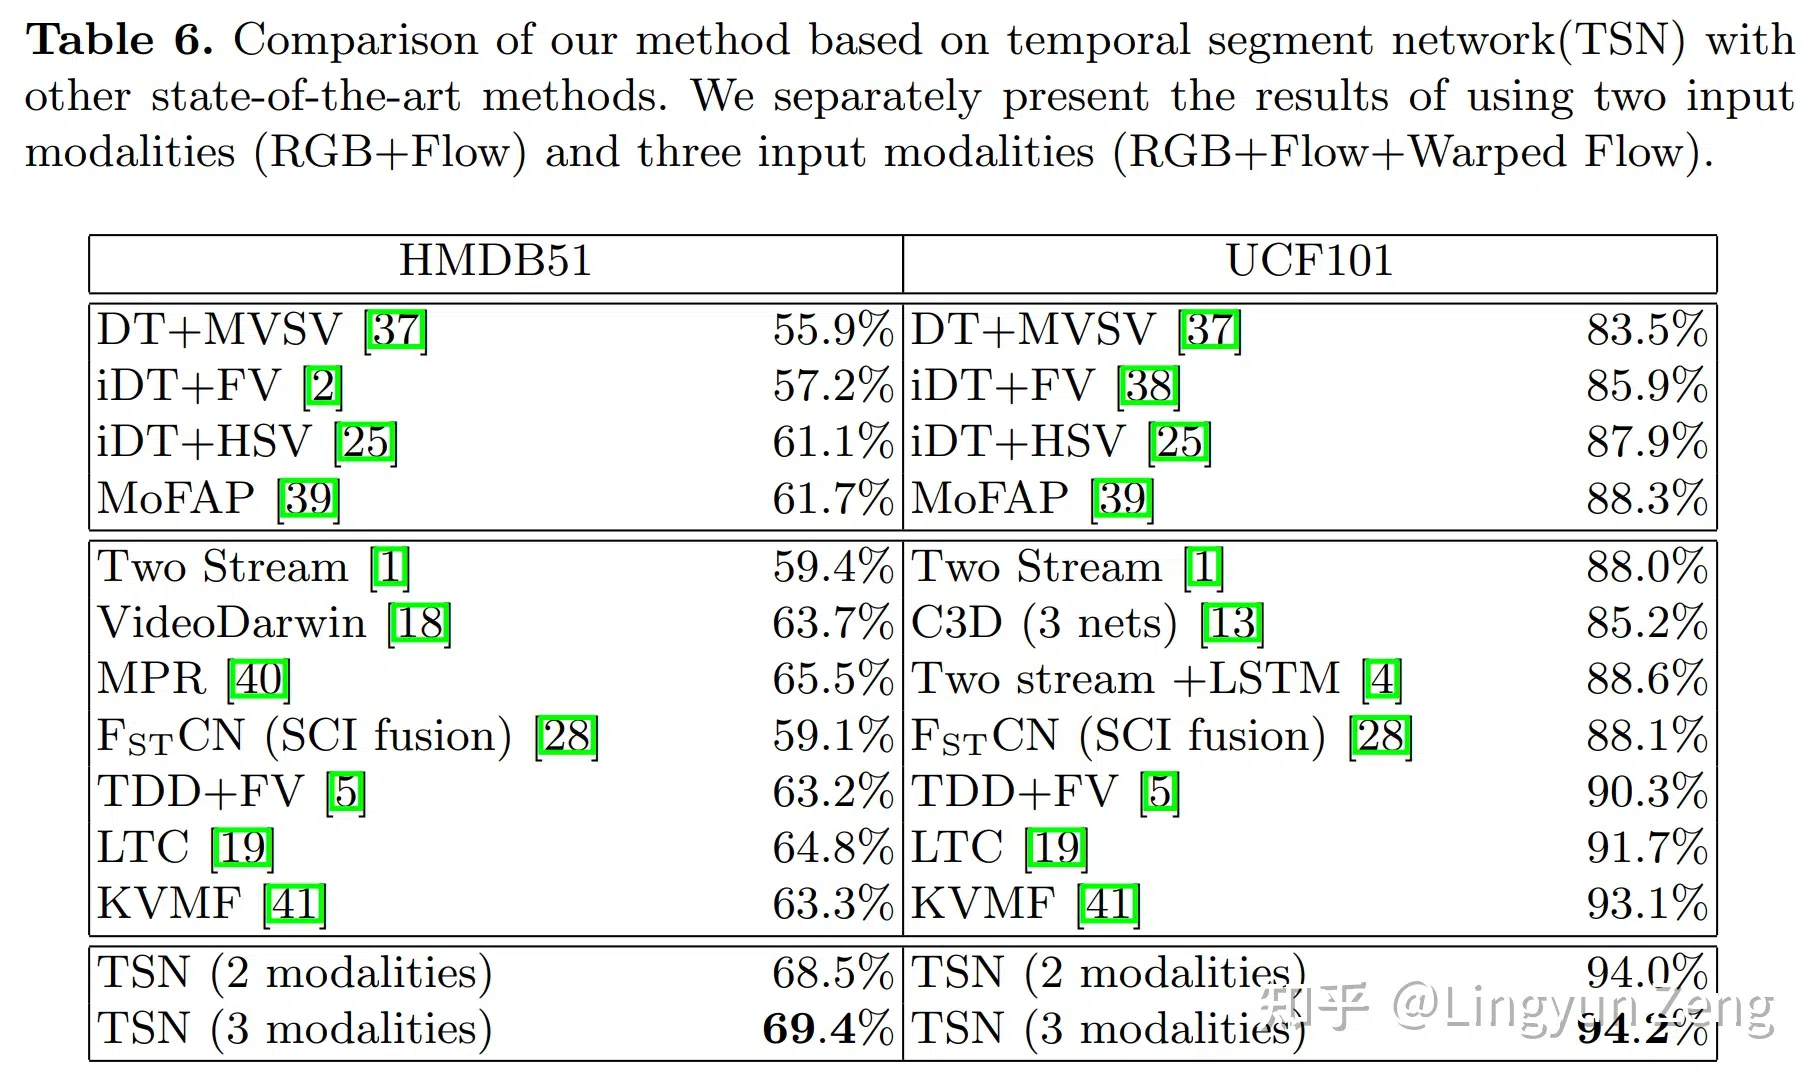 Table 6. Comparison of our method based on temporal segment network(TSN) with
other state-of-the-art methods. We separately present the results of using two input
modalities (RGB+Flow) and three input modalities (RGB+Flow+Warped Flow).
HMDB51 UCF101
DT+MVSV [37] 55.9% DT+MVSV [37] 83.5%
iDT+FV [2] 57.2% iDT+FV [38] 85.9%
iDT+HSV [25] 61.1% iDT+HSV [25] 87.9%
MoFAP [39] 61.7% MoFAP [39] 88.3%
Two Stream [1] 59.4% Two Stream [1] 88.0%
VideoDarwin [18] 63.7% C3D (3 nets) [13] 85.2%
MPR [40] 65.5% Two stream +LSTM [4] 88.6%
FSTCN (SCI fusion) [28] 59.1% FSTCN (SCI fusion) [28] 88.1%
TDD+FV [5] 63.2% TDD+FV [5] 90.3%
LTC [19] 64.8% LTC [19] 91.7%
KVMF [41] 63.3% KVMF [41] 93.1%
TSN (2 modalities) 68.5% TSN (2 modalities) 94.0%
TSN (3 modalities) 69.4% TSN (3 modalities) 94.2%
知乎 @Lingyun Zeng